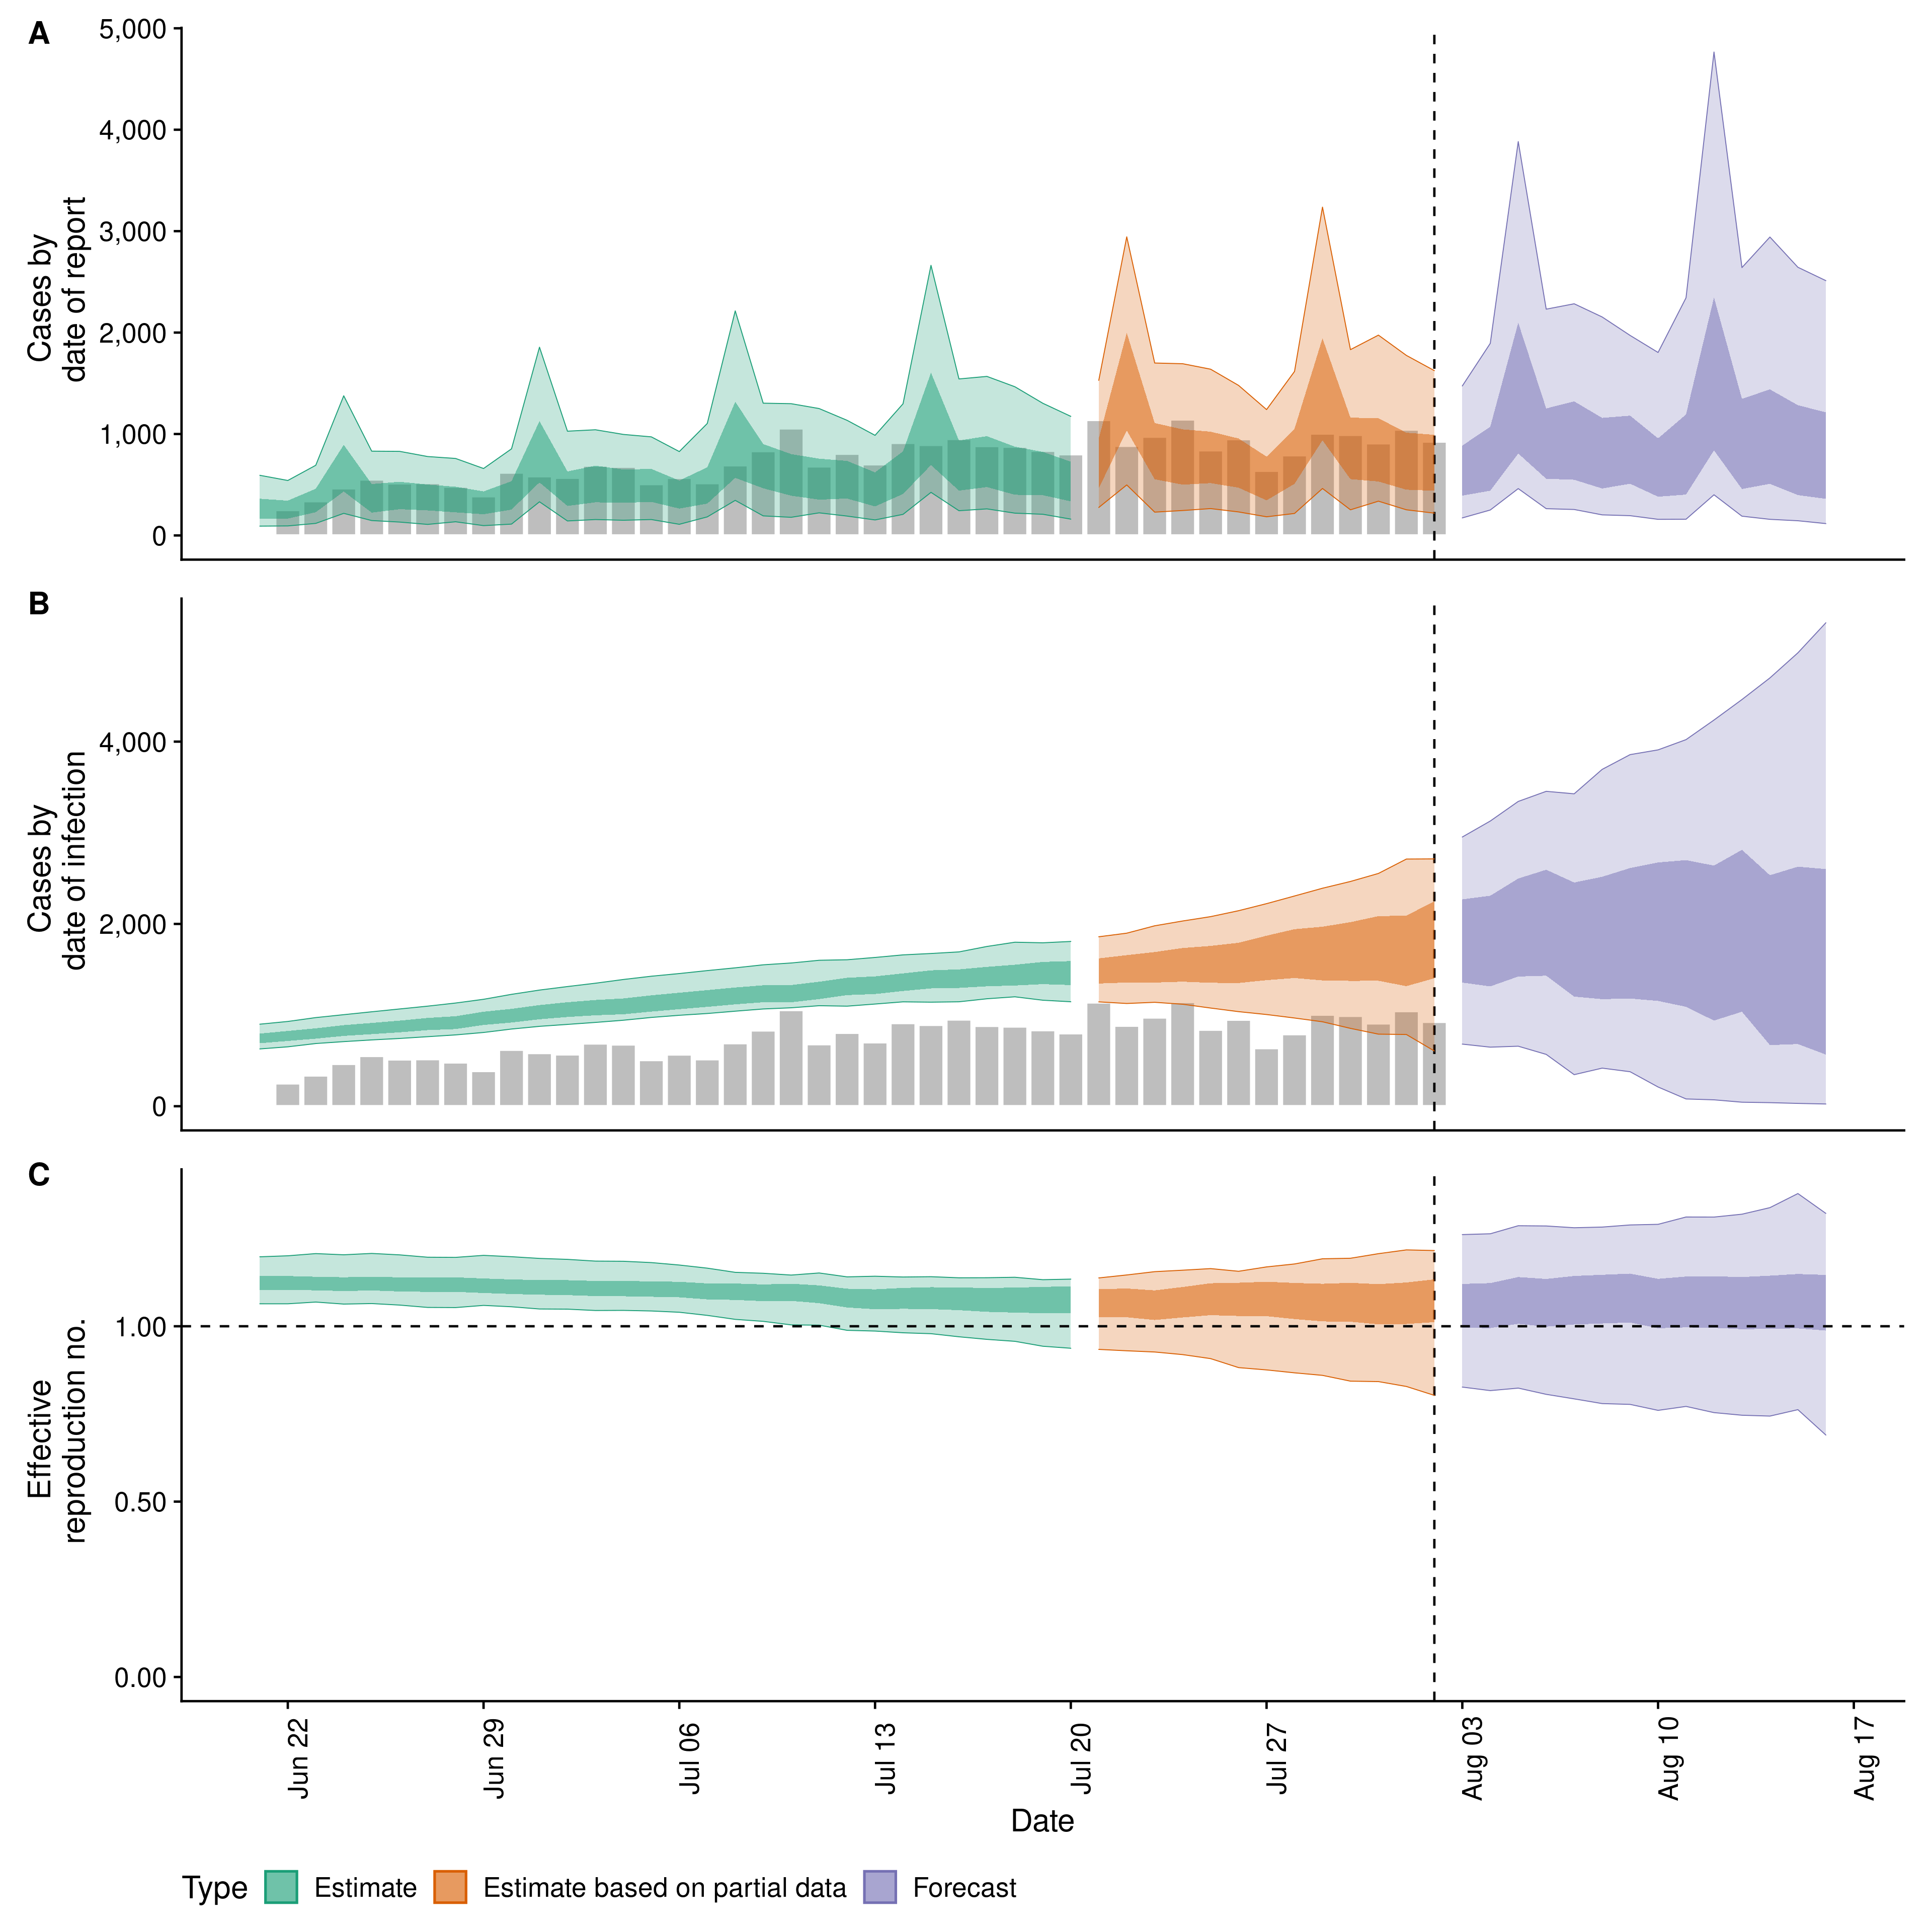 A
5,000
4,000
3,000
2,000
1,000
0
Cases by
date of report
B
4,000
2,000
0
Cases by
date of infection
C
1.00
0.50
0.00
Effective
reproduction no.
Jun 22
Jun 29
Jul 06
Jul 13
Jul 20
Jul 27
Aug 03
Aug 10
Aug 17
Date
Type Estimate Estimate based on partial data Forecast